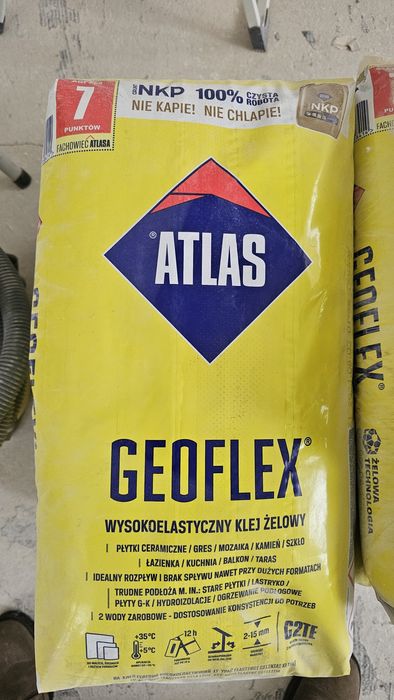 7
PUNKTÓW
FACHOWIEC ATLASA
NKP 100% CZYSTA ROBOTA
NIE KAPIE! NIE CHLAPIE!
NKP
® ATLAS
GEOFLEX®
WYSOKOELASTYCZNY KLEJ ŻELOWY
| PŁYTKI CERAMICZNE / GRES / MOZAIKA / KAMIEŃ / SZKŁO
| ŁAZIENKA / KUCHNIA / BALKON / TARAS
| IDEALNY ROZPŁYW I BRAK SPŁYWU NAWET PRZY DUŻYCH FORMATACH
| TRUDNE PODŁOŻA M. IN.: STARE PŁYTKI / LASTRYKO /
PŁYTY G-K / HYDROIZOLACJE / OGRZEWANIE PODŁOGOWE
| 2 WODY ZAROBOWE - DOSTOSOWANIE KONSYSTENCJI DO POTRZEB
+35°C
+5°C
12h
2-15 mm
C2TE
GEOFLEX
GEOFLEX®
ŻELOWA
TECHNOLOGIA